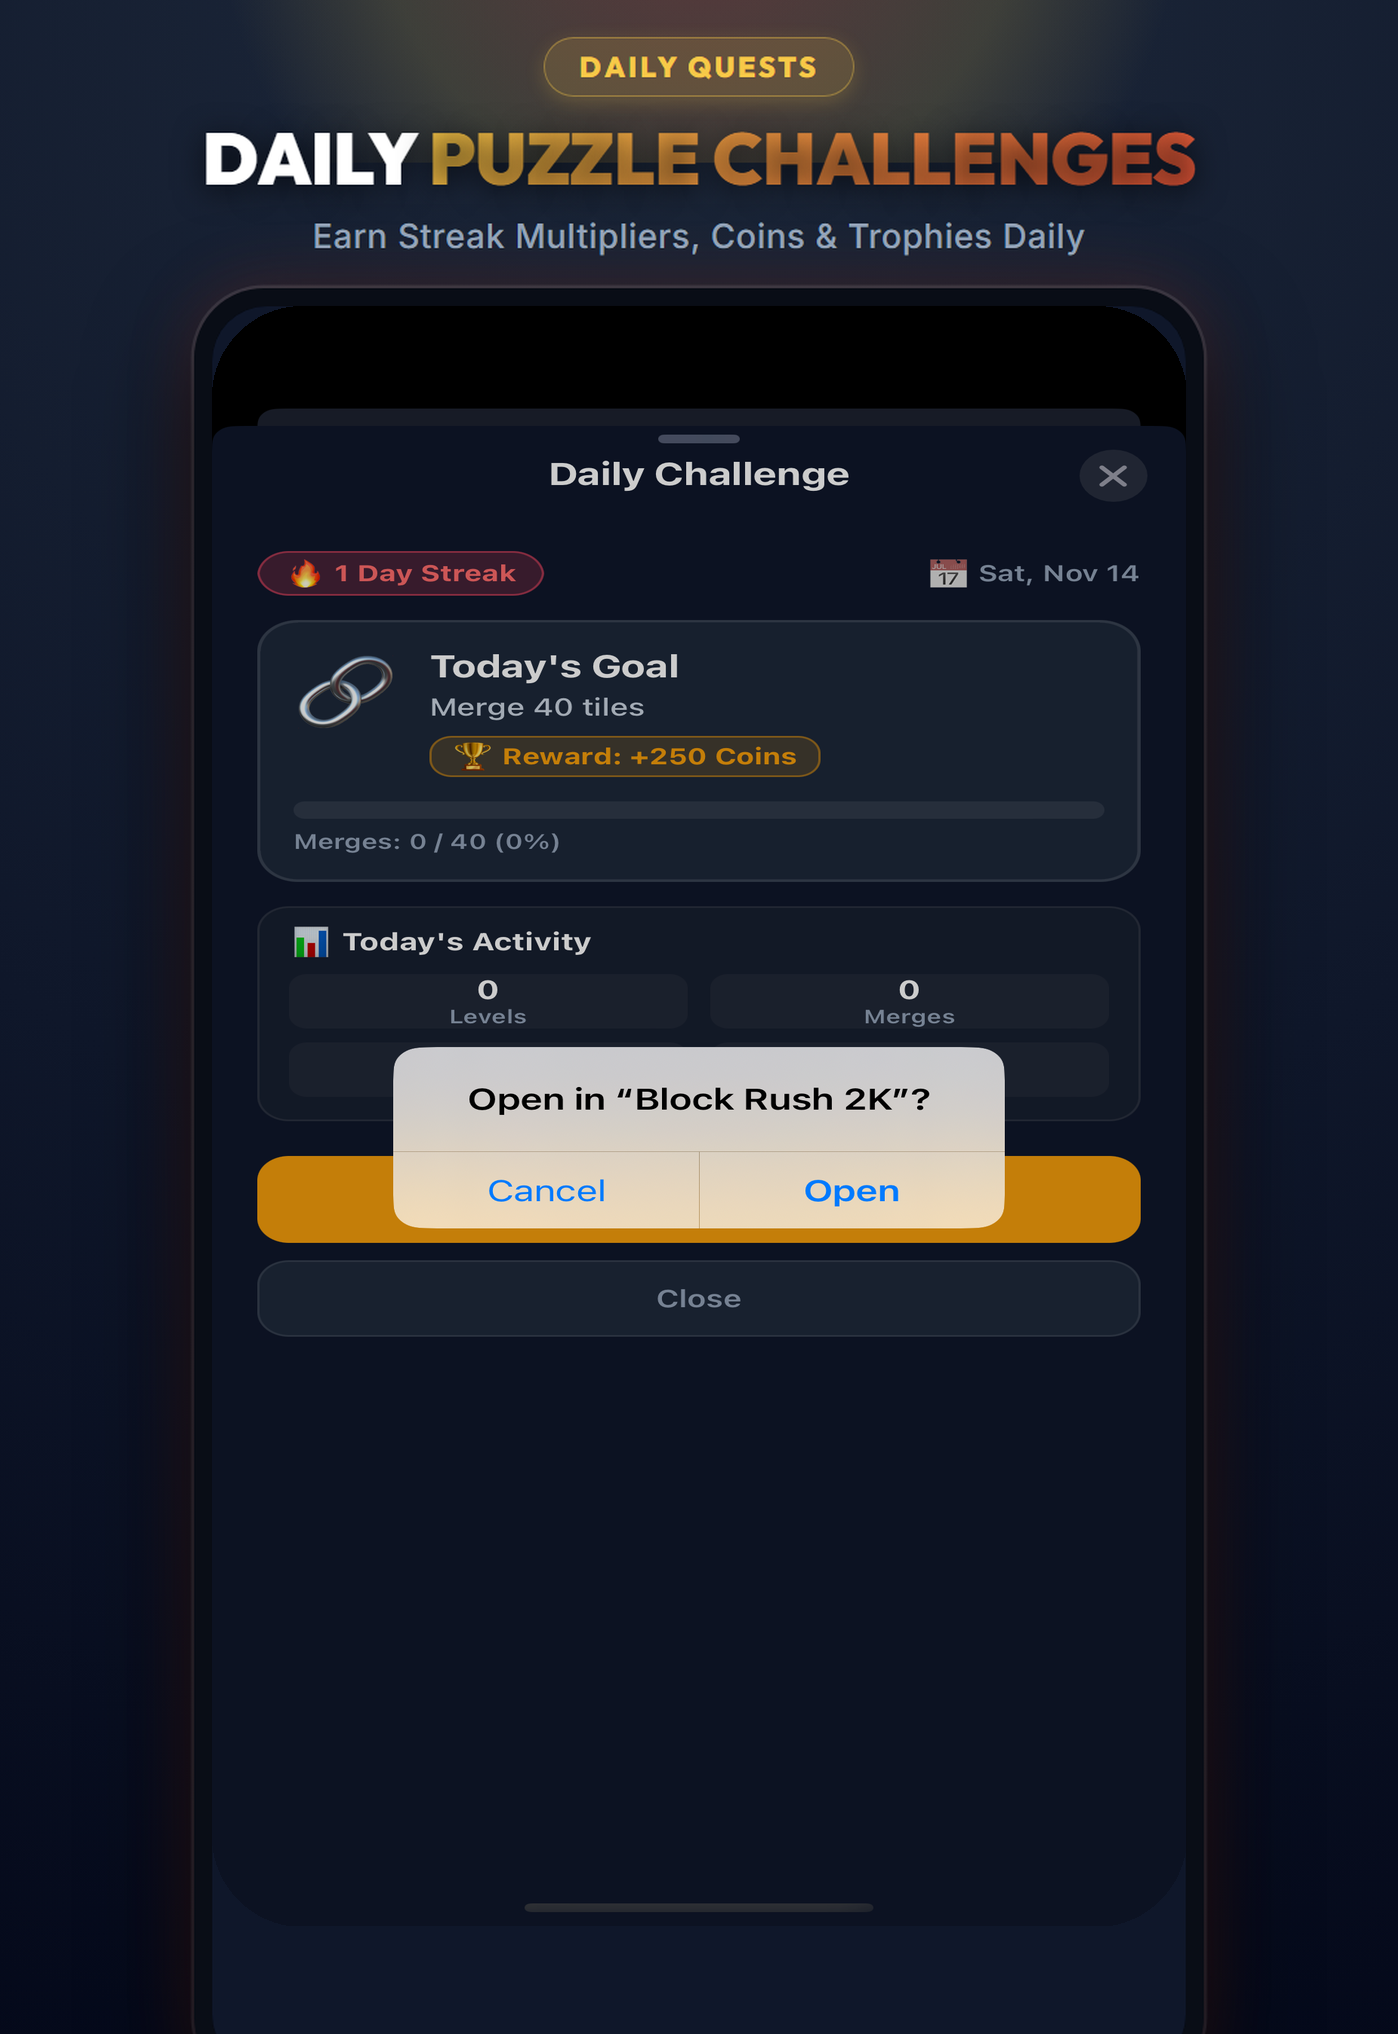 DAILY QUESTS
DAILY PUZZLE CHALLENGES
Earn Streak Multipliers, Coins & Trophies Daily
Daily Challenge
1 Day Streak
JUL
17
Sat, Nov 14
Today's Goal
Merge 40 tiles
Reward: +250 Coins
Merges: 0 / 40 (0%)
Today's Activity
0
Levels
0
Merges
Open in “Block Rush 2K”?
Cancel
Open
Close